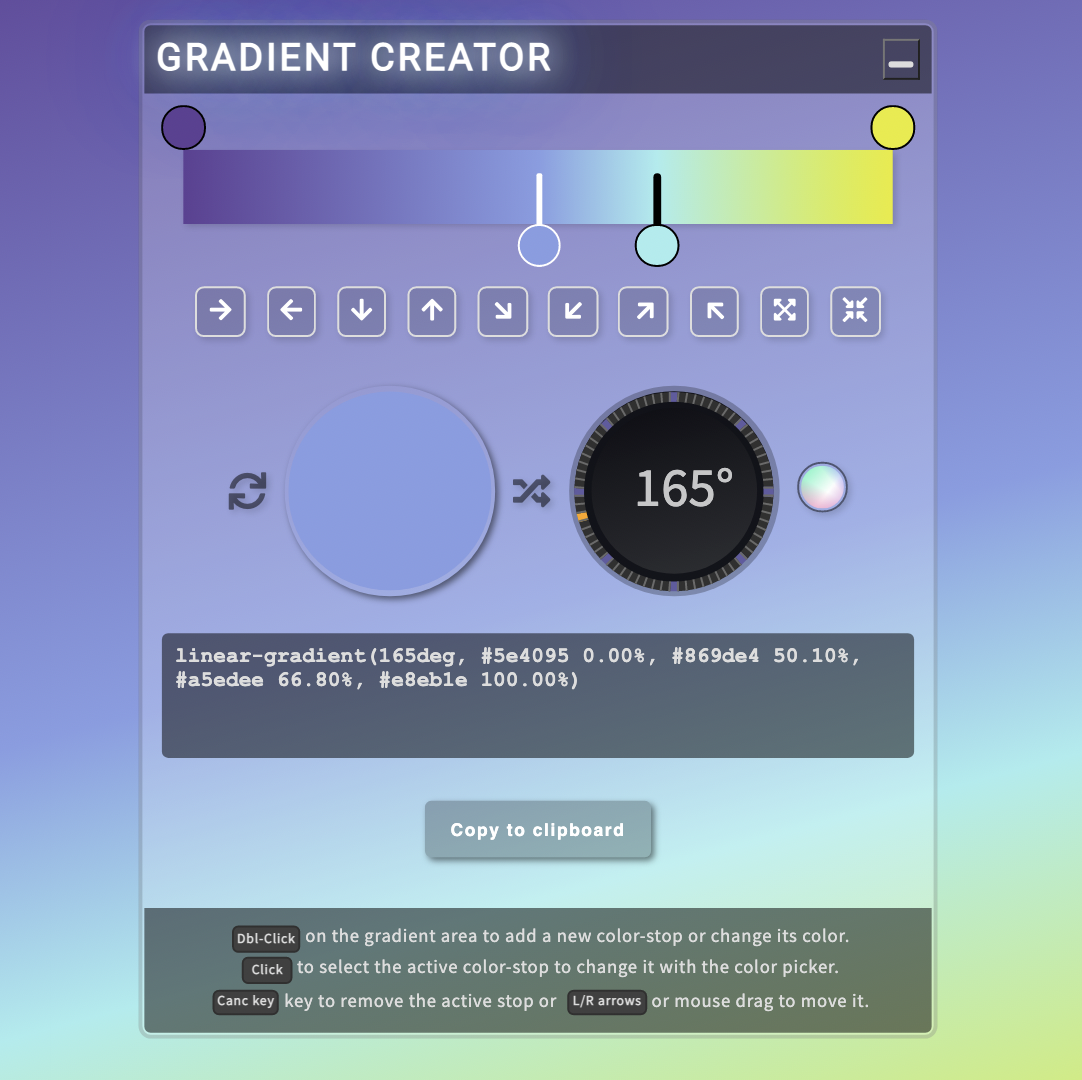 GRADIENT CREATOR
165°
linear-gradient(165deg, #5e4095 0.00%, #869de4 50.10%,
#a5edee 66.80%, #e8eb1e 100.00%)
Copy to clipboard
Dbl-Click on the gradient area to add a new color-stop or change its color.
Click to select the active color-stop to change it with the color picker.
Canc key key to remove the active stop or L/R arrows or mouse drag to move it.